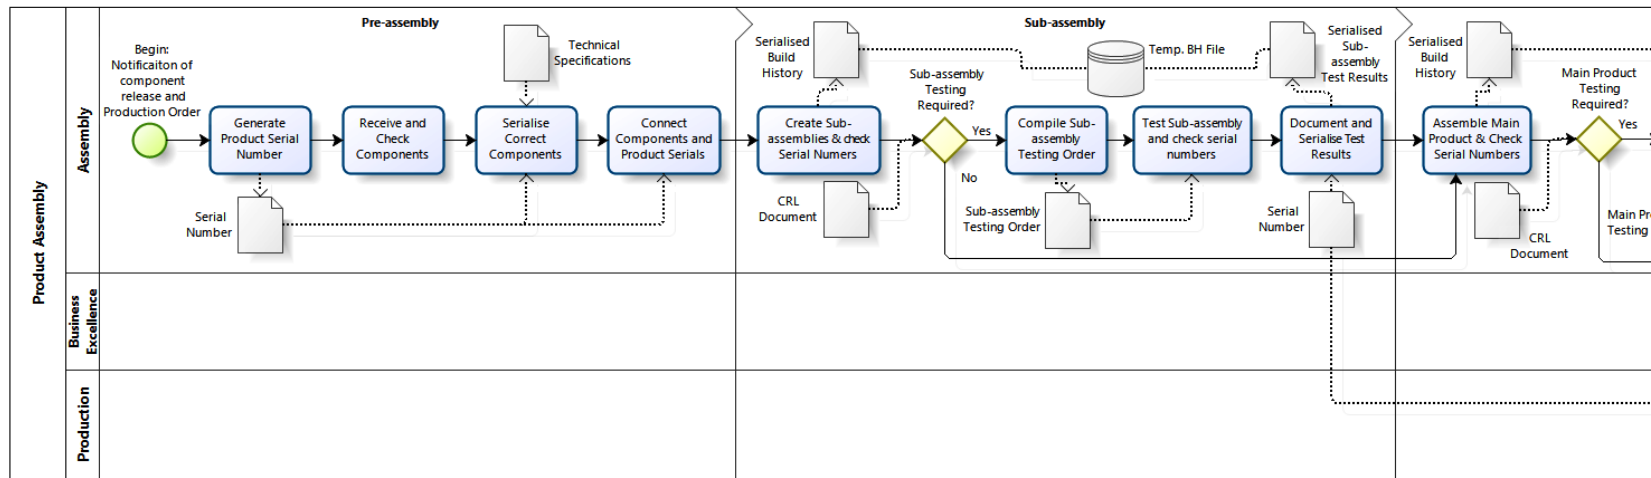 Product Assembly
Assembly
Business
Excellence
Production
Pre-assembly
Begin:
Notificaiton of
component
release and
Production Order
Generate
Product Serial
Number
Receive and
Check
Components
Serialise
Correct
Components
Connect
Components and
Product Serials
Technical
Specifications
Serial
Number
Sub-assembly
Serialised
Build
History
Temp. BH File
Serialised
Sub-
assembly
Test Results
Sub-assembly
Testing
Required?
Create Sub-
assemblies & check
Serial Numers
Yes
No
Compile Sub-
assembly
Testing Order
Test Sub-assembly
and check serial
numbers
Document and
Serialise Test
Results
CRL
Document
Sub-assembly
Testing Order
Serial
Number
Serialised
Build
History
Main Product
Testing
Required?
Yes
Assemble Main
Product & Check
Serial Numbers
CRL
Document
Main Pro
Testing